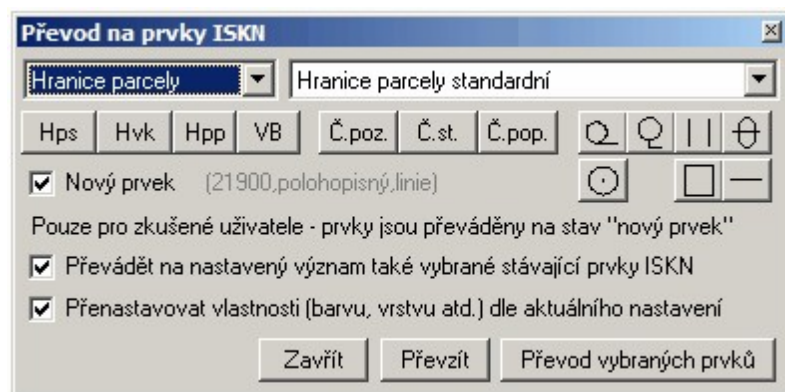 Převod na prvky ISKN
Hranice parcely Hranice parcely standardní
Hps Hvk Hpp VB Č.poz. Č.st. Č.pop.
Nový prvek (21900,polohopisný,linie)
Pouze pro zkušené uživatele - prvky jsou převáděny na stav "nový prvek"
Převádět na nastavený význam také vybrané stávající prvky ISKN
Přenastavovat vlastnosti (barvu, vrstvu atd.) dle aktuálního nastavení
Zavřít Převzít Převod vybraných prvků